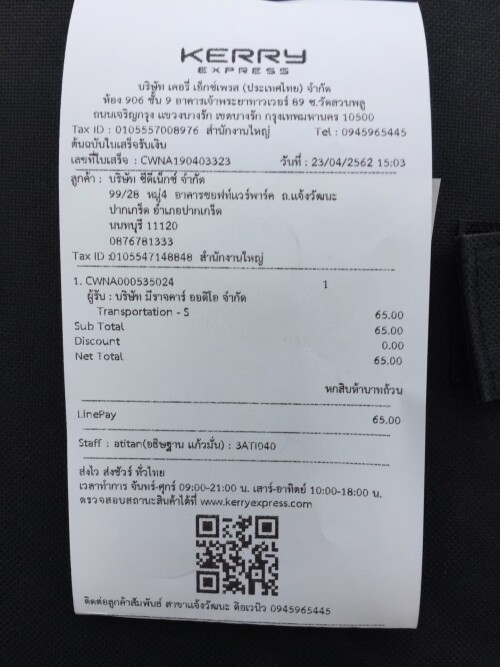 KERRY
EXPRESS
บริษัท เคอรี่ เอ็กซ์เพรส (ประเทศไทย) จำกัด
ห้อง 906 ชั้น 9 อาคารเจ้าพระยาทาวเวอร์ 89 ซ.วัดสวนพลู
ถนนเจริญกรุง แขวงบางรัก เขตบางรัก กรุงเทพมหานคร 10500
Tax ID : 0105557008976 สำนักงานใหญ่ Tel : 0945965445
ต้นฉบับใบเสร็จรับเงิน
เลขที่ใบเสร็จ : CWNA190403323 วันที่ : 23/04/2562 15:03
ลูกค้า : บริษัท ซีดีเน็กซ์ จำกัด
99/28 หมู่4 อาคารซอฟท์แวร์พาร์ค ถ.แจ้งวัฒนะ
ปากเกร็ด อำเภอปากเกร็ด
นนทบุรี 11120
0876781333
Tax ID :0105547148848 สำนักงานใหญ่
1. CWNA000535024 1
ผู้รับ : บริษัท มีราจคาร์ ออดิโอ จำกัด
Transportation - S 65.00
Sub Total 65.00
Discount 0.00
Net Total 65.00
หกสิบห้าบาทถ้วน
LinePay 65.00
Staff : atitan(อธิษฐาน แก้วมั่น) : 3ATI040
ส่งไว ส่งชัวร์ ทั่วไทย
เวลาทำการ จันทร์-ศุกร์ 09:00-21:00 น. เสาร์-อาทิตย์ 10:00-18:00 น.
ตรวจสอบสถานะสินค้าได้ที่ www.kerryexpress.com
ติดต่อลูกค้าสัมพันธ์ สาขาแจ้งวัฒนะ ดิอเวนิว 0945965445